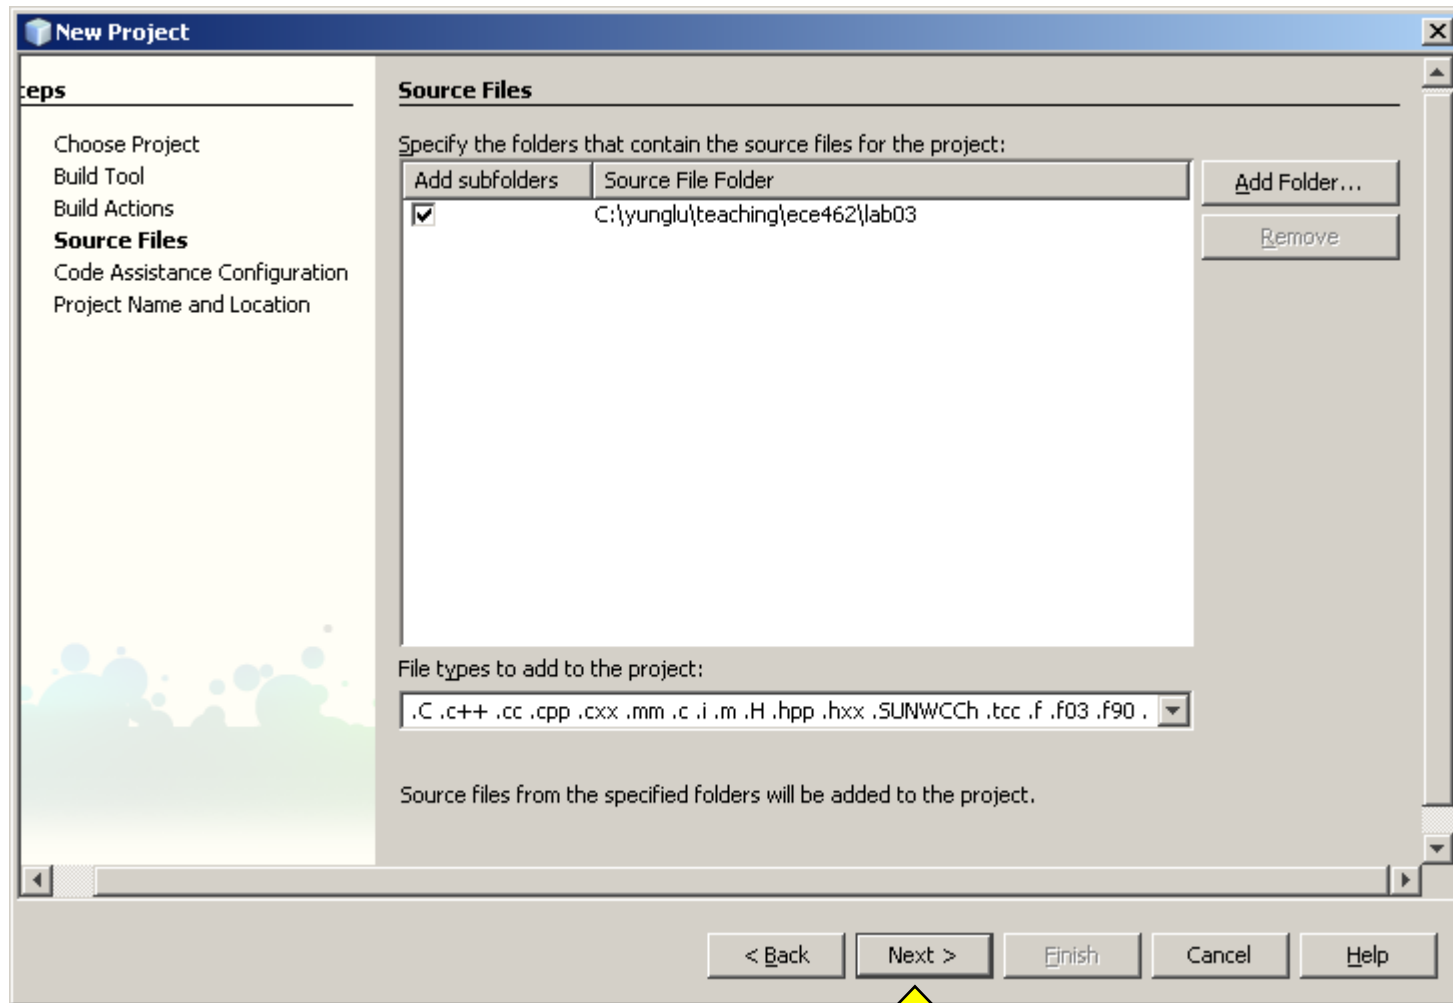 New Project
teps
Choose Project
Build Tool
Build Actions
Source Files
Code Assistance Configuration
Project Name and Location
Source Files
Specify the folders that contain the source files for the project:
Add subfolders Source File Folder
C:\yunglu\teaching\ece462\lab03
Add Folder...
Remove
File types to add to the project:
.C .c++ .cc .cpp .cxx .mm .c .i .m .H .hpp .hxx .SUNWCCh .tcc .f .f03 .f90 .
Source files from the specified folders will be added to the project.
< Back Next > Finish Cancel Help